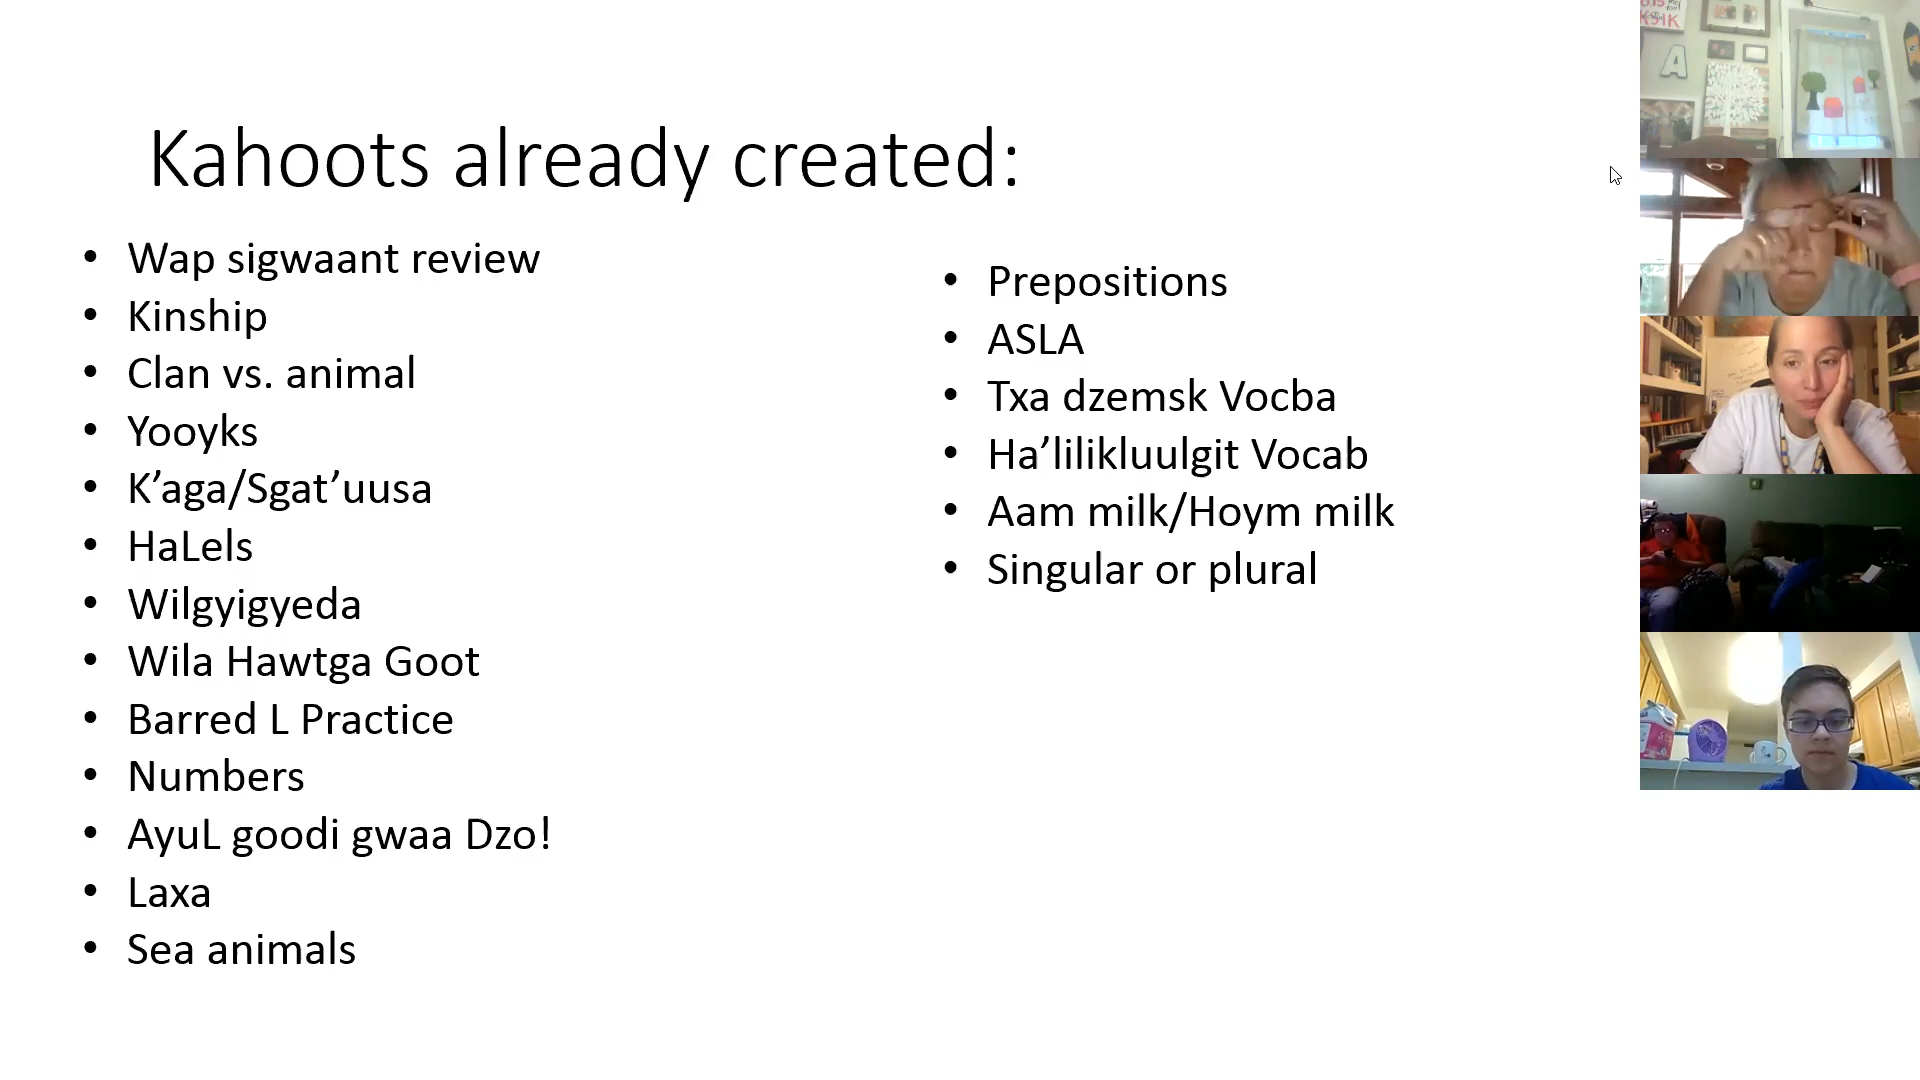 Kahoots already created:
• Wap sigwaant review
• Kinship
• Clan vs. animal
• Yooyks
• K’aga/Sgat’uusa
• HaLels
• Wilgyigyeda
• Wila Hawtga Goot
• Barred L Practice
• Numbers
• AyuL goodi gwaa Dzo!
• Laxa
• Sea animals
• Prepositions
• ASLA
• Txa dzemsk Vocba
• Ha’lilikluulgit Vocab
• Aam milk/Hoym milk
• Singular or plural
A